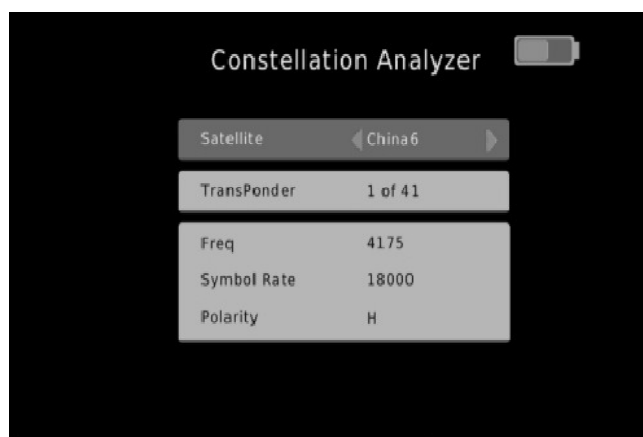 Constellation Analyzer
Satellite China6
TransPonder 1 of 41
Freq 4175
Symbol Rate 18000
Polarity H